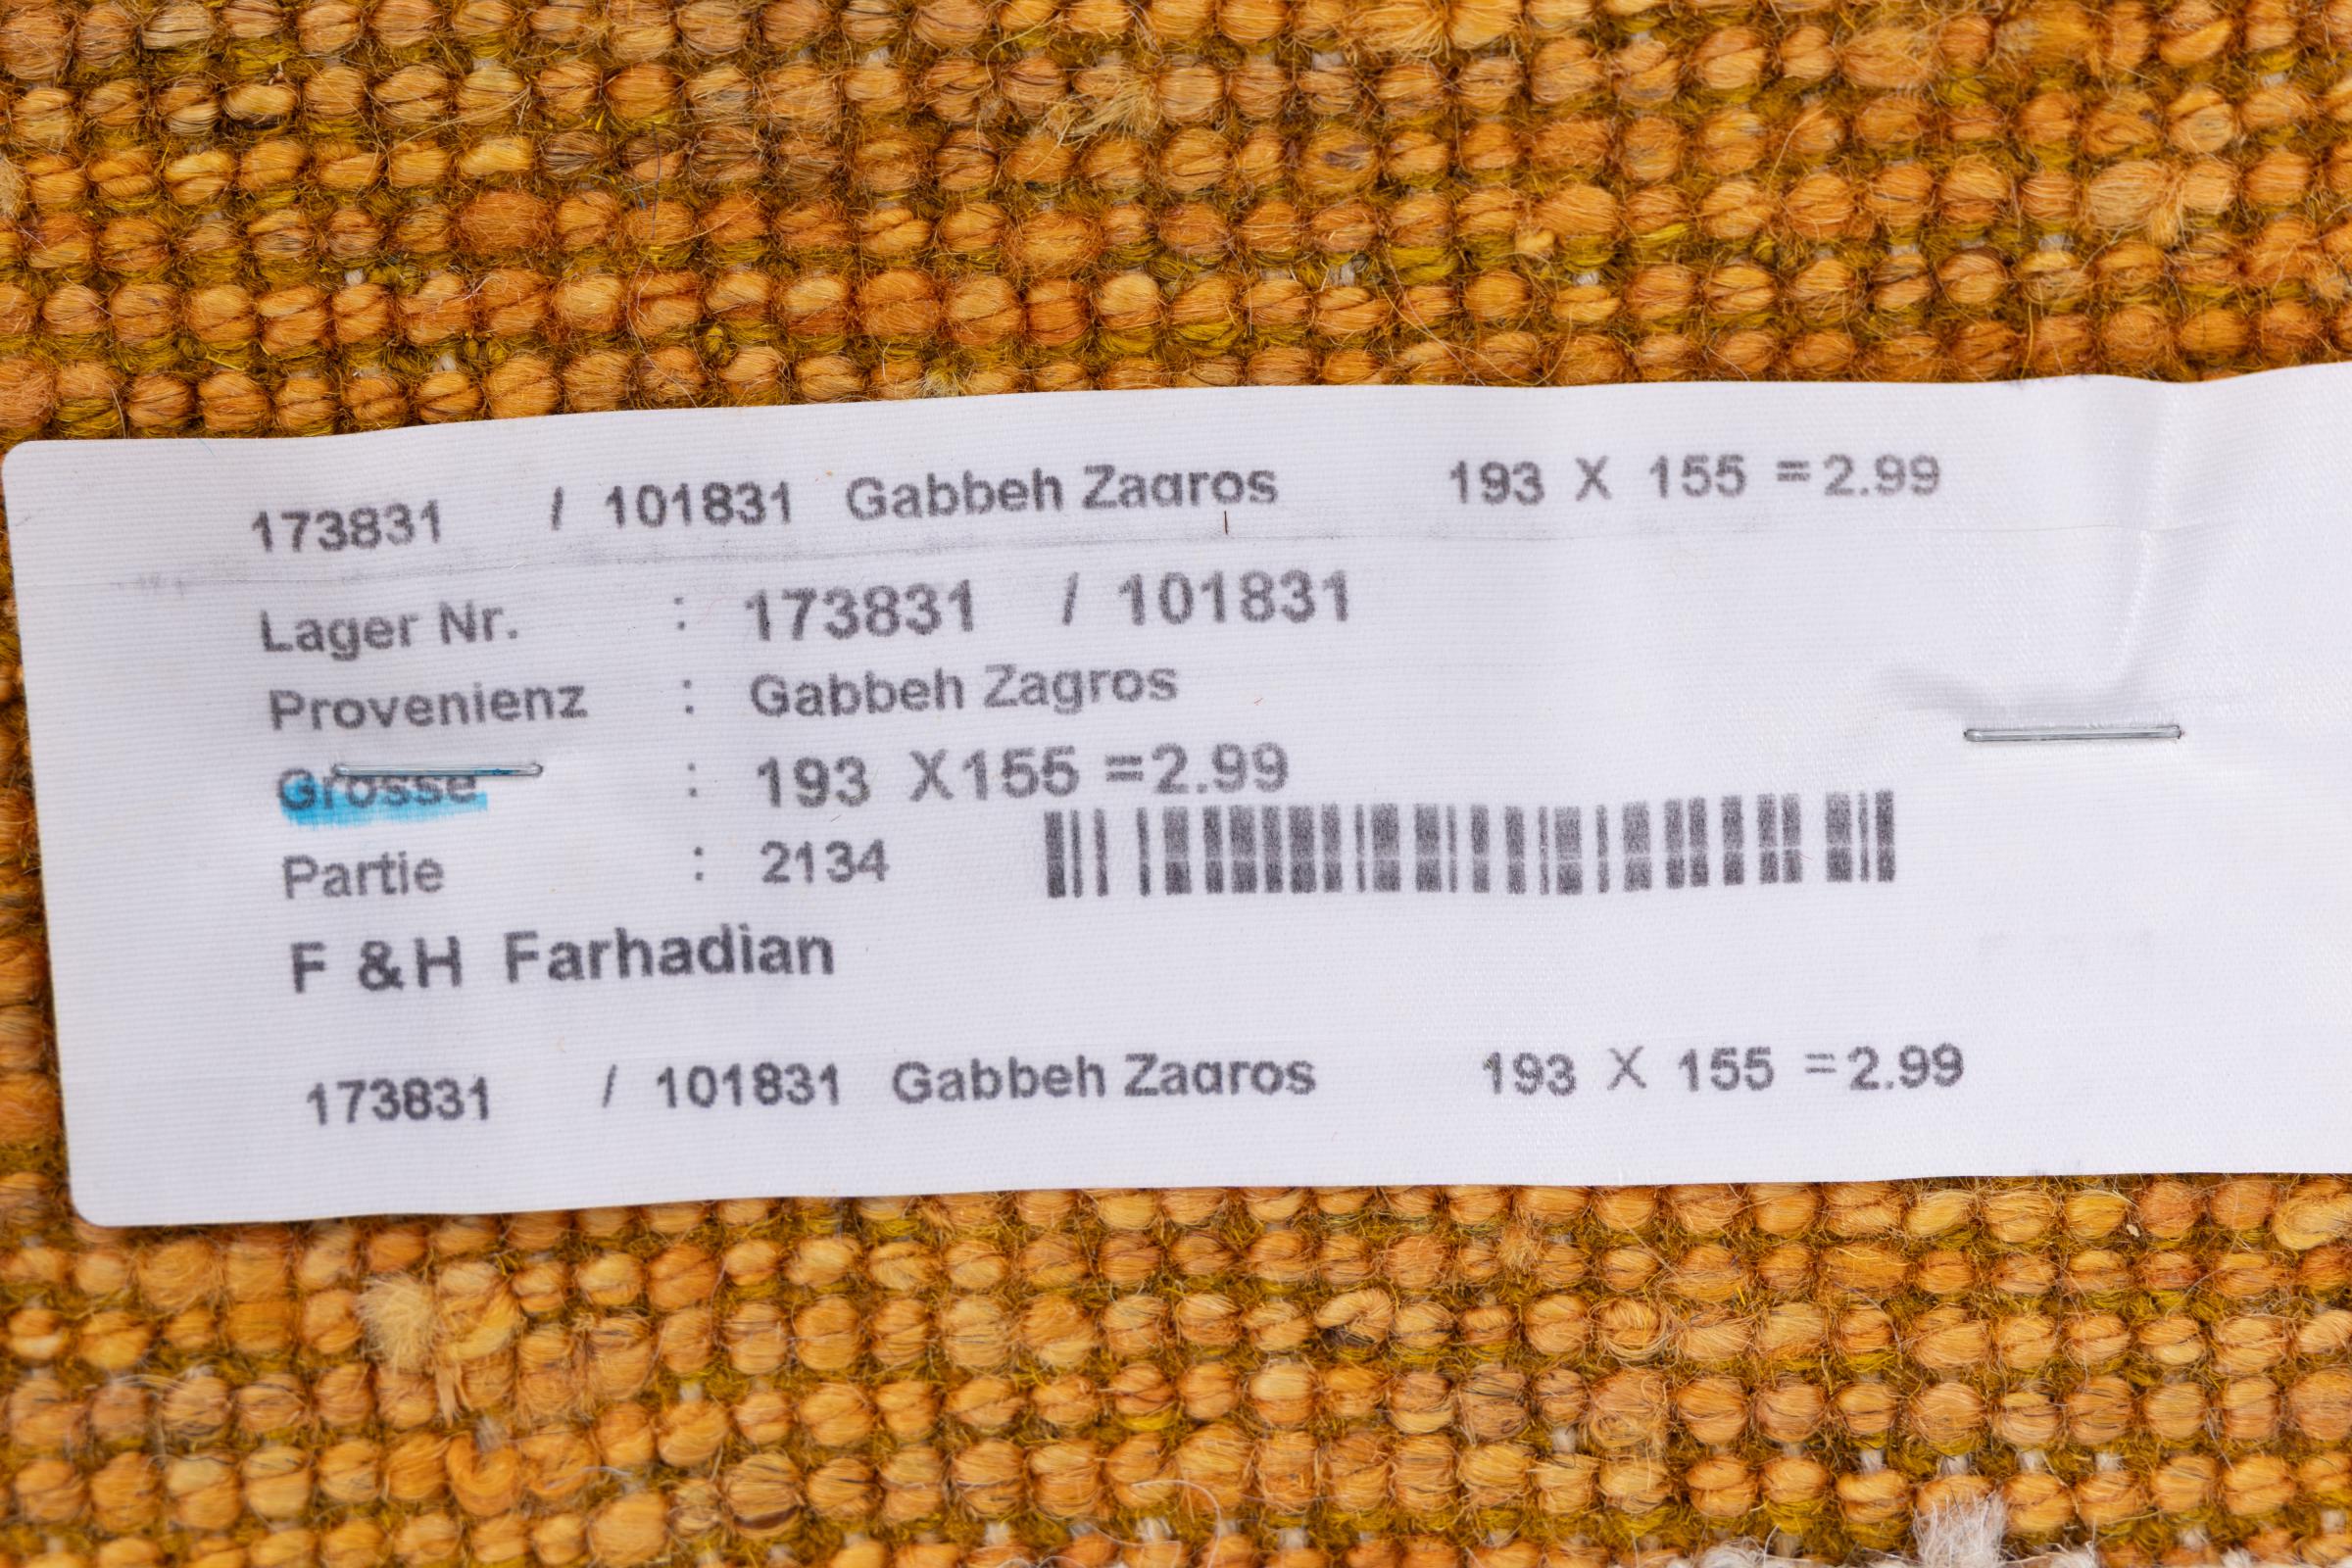 173831 / 101831 Gabbeh Zagros 193 X 155 =2.99
Lager Nr. : 173831 / 101831
Provenienz : Gabbeh Zagros
Grosse : 193 X155 =2.99
Partie : 2134
F &H Farhadian
173831 / 101831 Gabbeh Zagros 193 X 155 =2.99